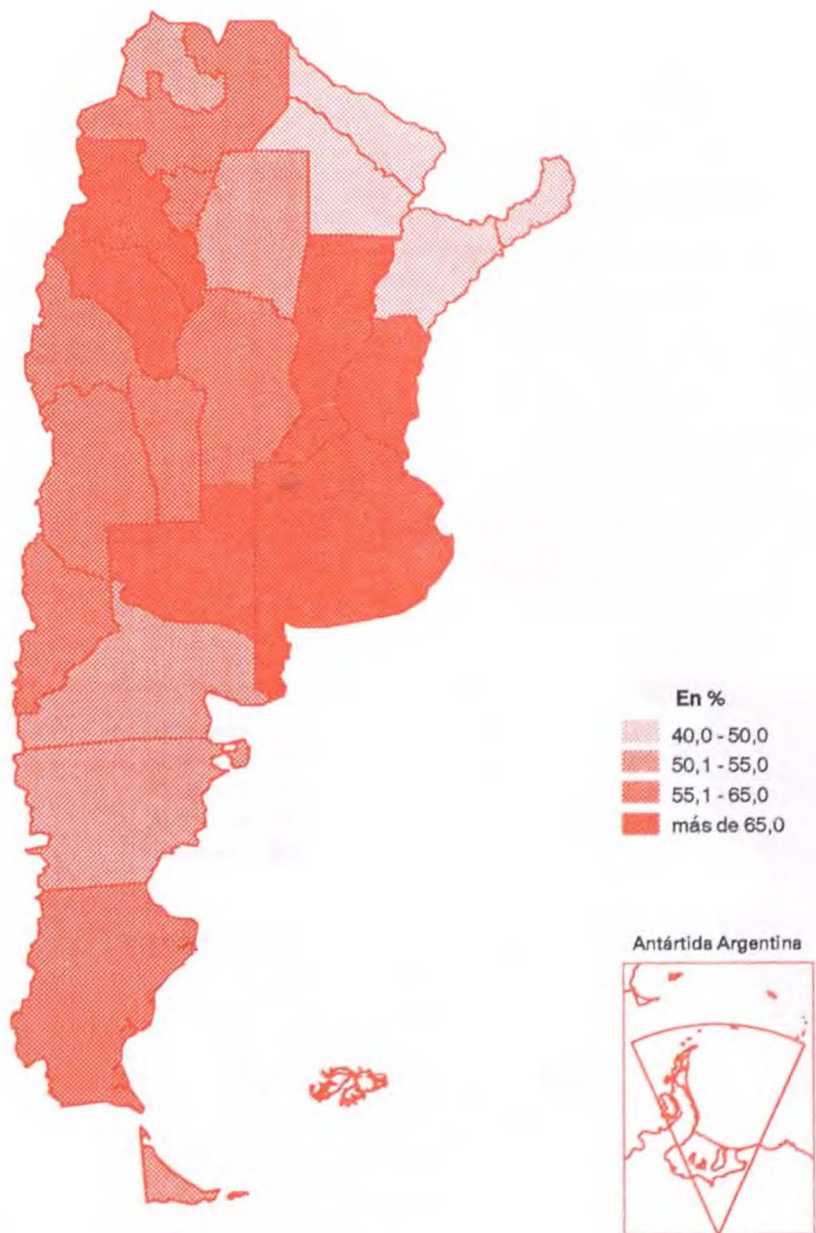 En %
40,0 - 50,0
50,1 - 55,0
55,1 - 65,0
más de 65,0
Antártida Argentina